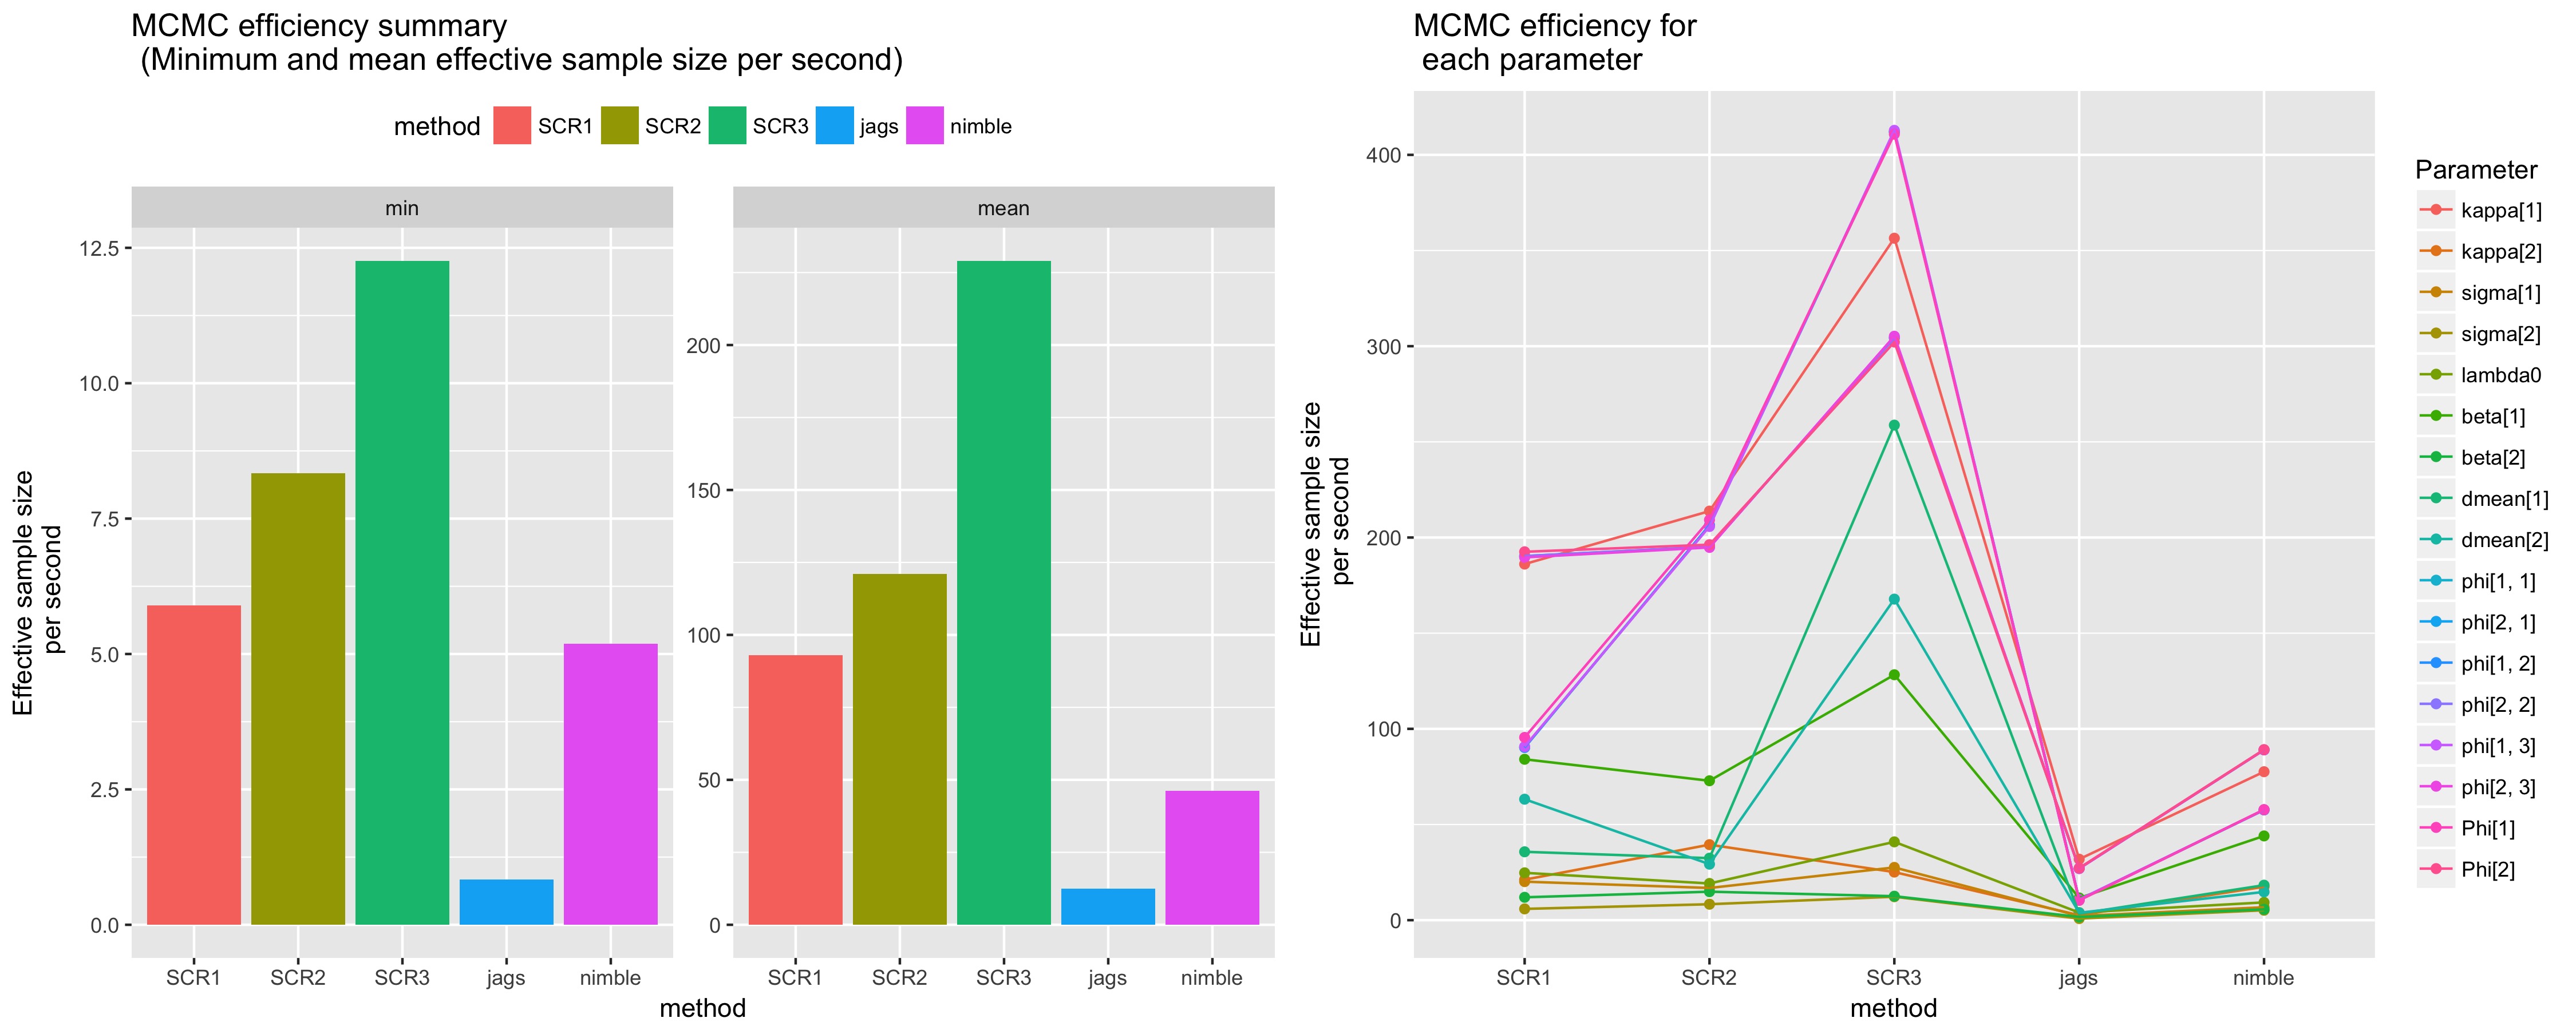 MCMC efficiency summary
(Minimum and mean effective sample size per second)
method SCR1 SCR2 SCR3 jags nimble
min
mean
Effective sample size
per second
12.5
10.0
7.5
5.0
2.5
0.0
200
150
100
50
0
SCR1 SCR2 SCR3 jags nimble
SCR1 SCR2 SCR3 jags nimble
method
MCMC efficiency for
each parameter
Effective sample size
per second
400
300
200
100
0
SCR1 SCR2 SCR3 jags nimble
method
Parameter
kappa[1]
kappa[2]
sigma[1]
sigma[2]
lambda0
beta[1]
beta[2]
dmean[1]
dmean[2]
phi[1, 1]
phi[2, 1]
phi[1, 2]
phi[2, 2]
phi[1, 3]
phi[2, 3]
Phi[1]
Phi[2]